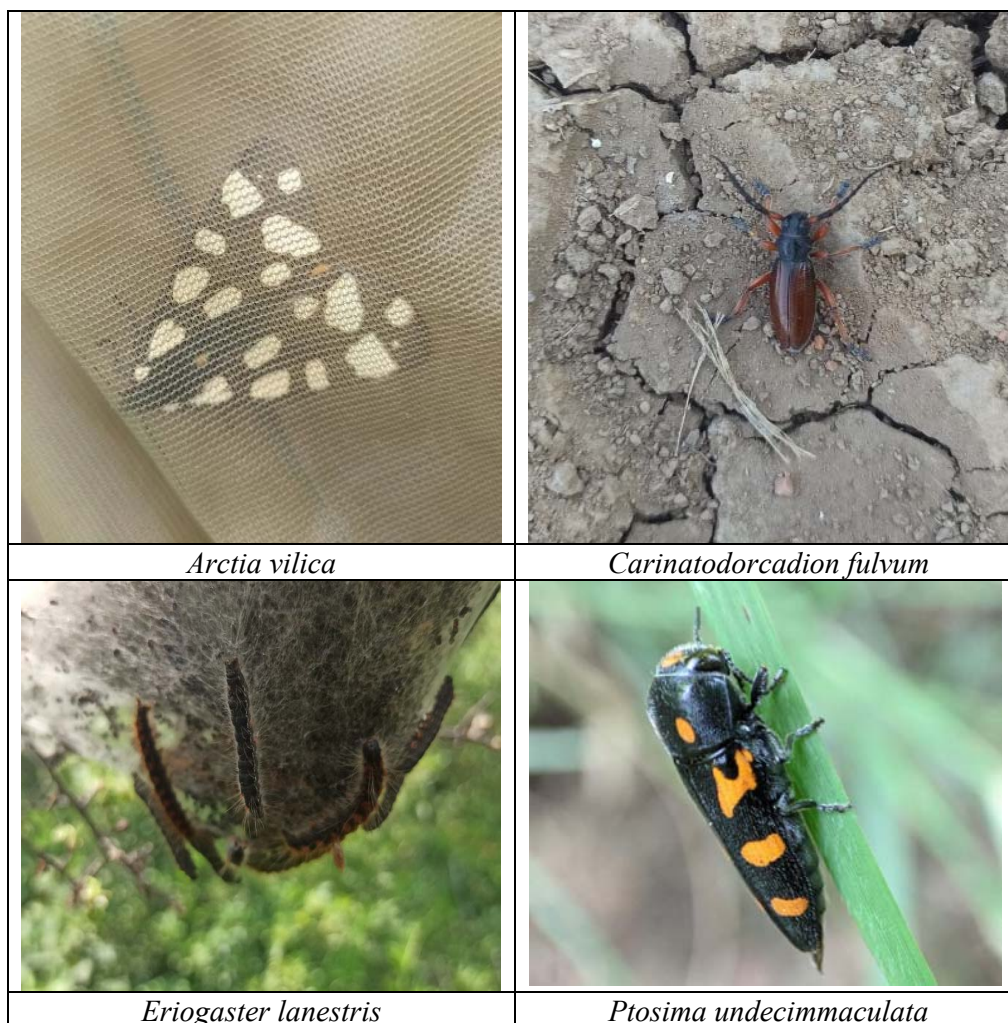 Arctia vilica
Carinatodorcadion fulvum
Eriogaster lanestris
Ptosima undecimmaculata